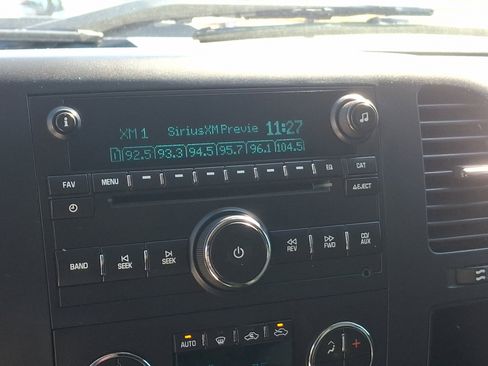 XM 1 SiriusXM Previe 11:27
1 92.5 93.3 94.5 95.7 96.1 104.5
FAV MENU EQ CAT
EJECT
BAND SEEK SEEK REV FWD CD/
AUX
AUTO